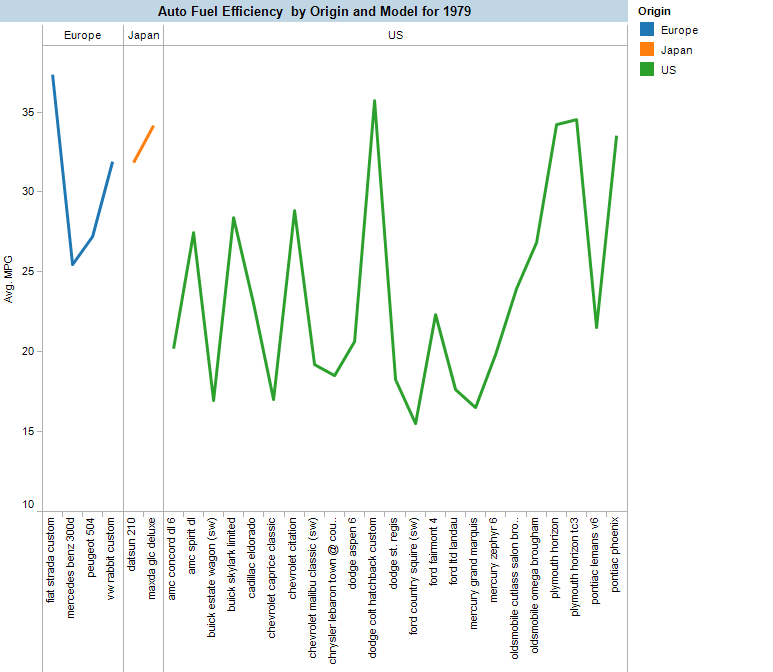 Auto Fuel Efficiency  by Origin and Model for 1979
Origin
Europe
Japan
US
Europe
Japan
US
Avg. MPG
35
30
25
20
15
10
fiat strada custom
mercedes benz 300d
peugeot 504
vw rabbit custom
datsun 210
maxda glc deluxe
amc concord dl 6
amc spirit dl
buick estate wagon (sw)
buick skylark limited
cadillac eldorado
chevrolet caprice classic
chevrolet citation
chevrolet malibu classic (sw)
chrysler lebaron town @ cou..
dodge aspen 6
dodge colt hatchback custom
dodge st. regis
ford country squire (sw)
ford fairmont 4
ford ltd landau
mercury grand marquis
mercury zephyr 6
oldsmobile cutlass salon bro..
oldsmobile omega brougham
plymouth horizon
plymouth horizon tc3
pontiac lemans v6
pontiac phoenix